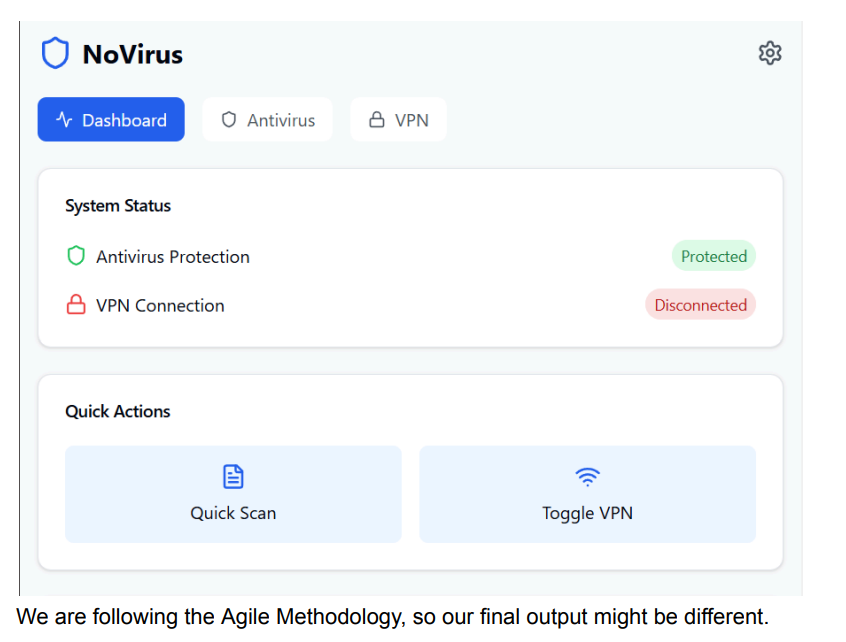 NoVirus
Dashboard
Antivirus
VPN
System Status
Antivirus Protection
Protected
VPN Connection
Disconnected
Quick Actions
Quick Scan
Toggle VPN
We are following the Agile Methodology, so our final output might be different.